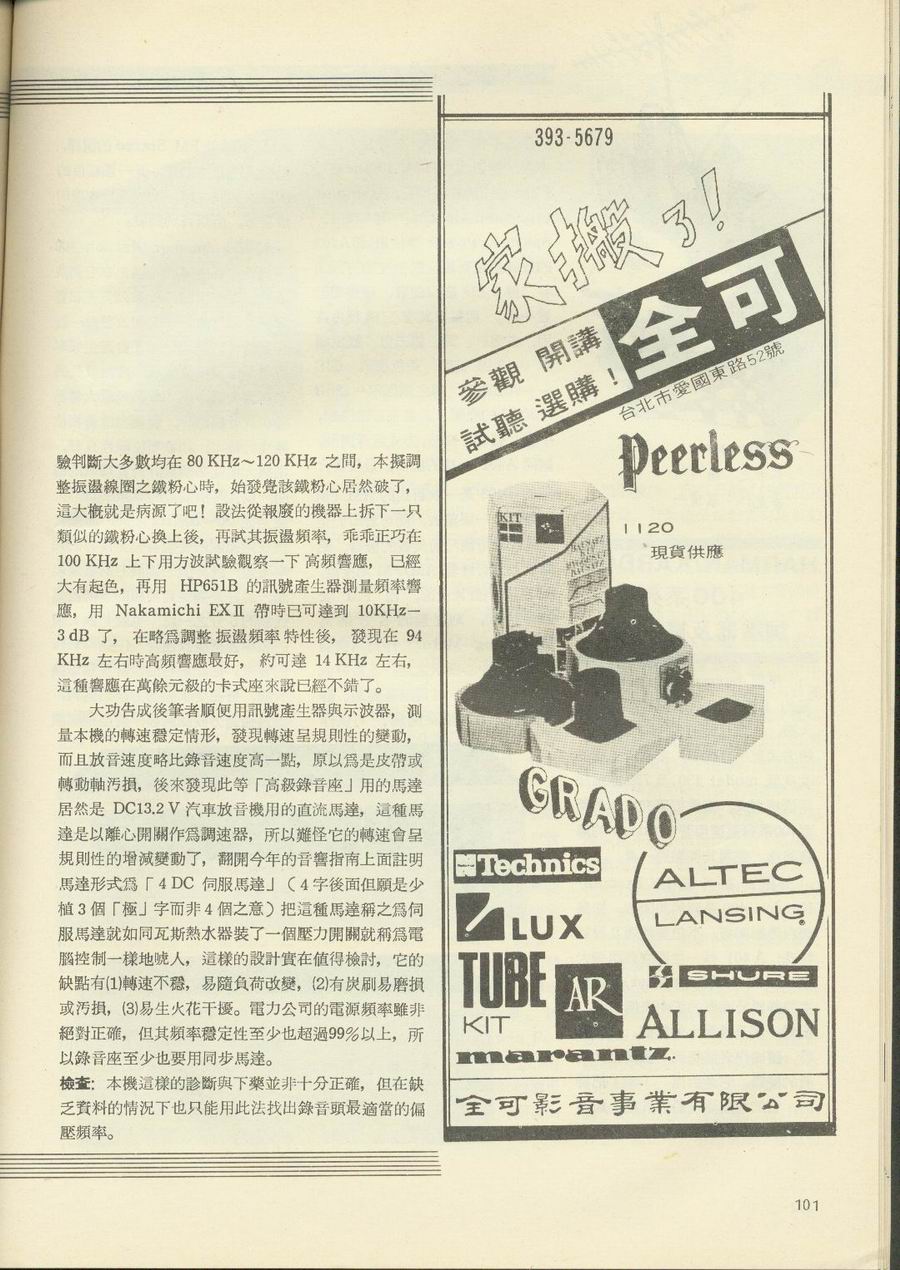 驗判斷大多數均在 80 KHz～120 KHz 之間，本擬調
整振盪線圈之鐵粉心時，始發覺該鐵粉心居然破了，
這大概就是病源了吧！設法從報廢的機器上拆下一只
類似的鐵粉心換上後，再試其振盪頻率，乖乖正巧在
100 KHz 上下用方波試驗觀察一下高頻響應，已經
大有起色，再用 HP651B 的訊號產生器測量頻率響
應，用 Nakamichi EXⅡ 帶時已可達到 10KHz－
3 dB 了，在略爲調整振盪頻率特性後，發現在 94
KHz 左右時高頻響應最好，約可達 14 KHz 左右，
這種響應在萬餘元級的卡式座來說已經不錯了。
大功告成後筆者順便用訊號產生器與示波器，測
量本機的轉速穩定情形，發現轉速呈規則性的變動，
而且放音速度略比錄音速度高一點，原以爲是皮帶或
轉動軸汚損，後來發現此等「高級錄音座」用的馬達
居然是 DC13.2 V 汽車放音機用的直流馬達，這種馬
達是以離心開關作爲調速器，所以難怪它的轉速會呈
規則性的增減變動了，翻開今年的音響指南上面註明
馬達形式爲「4 DC 伺服馬達」（4 字後面但願是少
植 3 個「極」字而非 4 個之意）把這種馬達稱之爲伺
服馬達就如同瓦斯熱水器裝了一個壓力開關就稱爲電
腦控制一樣地唬人，這樣的設計實在值得檢討，它的
缺點有(1)轉速不穩，易隨負荷改變，(2)有炭刷易磨損
或汚損，(3)易生火花干擾。電力公司的電源頻率雖非
絕對正確，但其頻率穩定性至少也超過99%以上，所
以錄音座至少也要用同步馬達。
檢查：本機這樣的診斷與下藥並非十分正確，但在缺
乏資料的情況下也只能用此法找出錄音頭最適當的偏
壓頻率。
393-5679
家搬了！
全可
參觀 開講
試聽 選購！
台北市愛國東路52號
Peerless
1120
現貨供應
KIT
GRADO
Technics
ALTEC
LANSING
LUX
TUBE
KIT
AR
SHURE
ALLISON
marantz.
全可影音事業有限公司
101